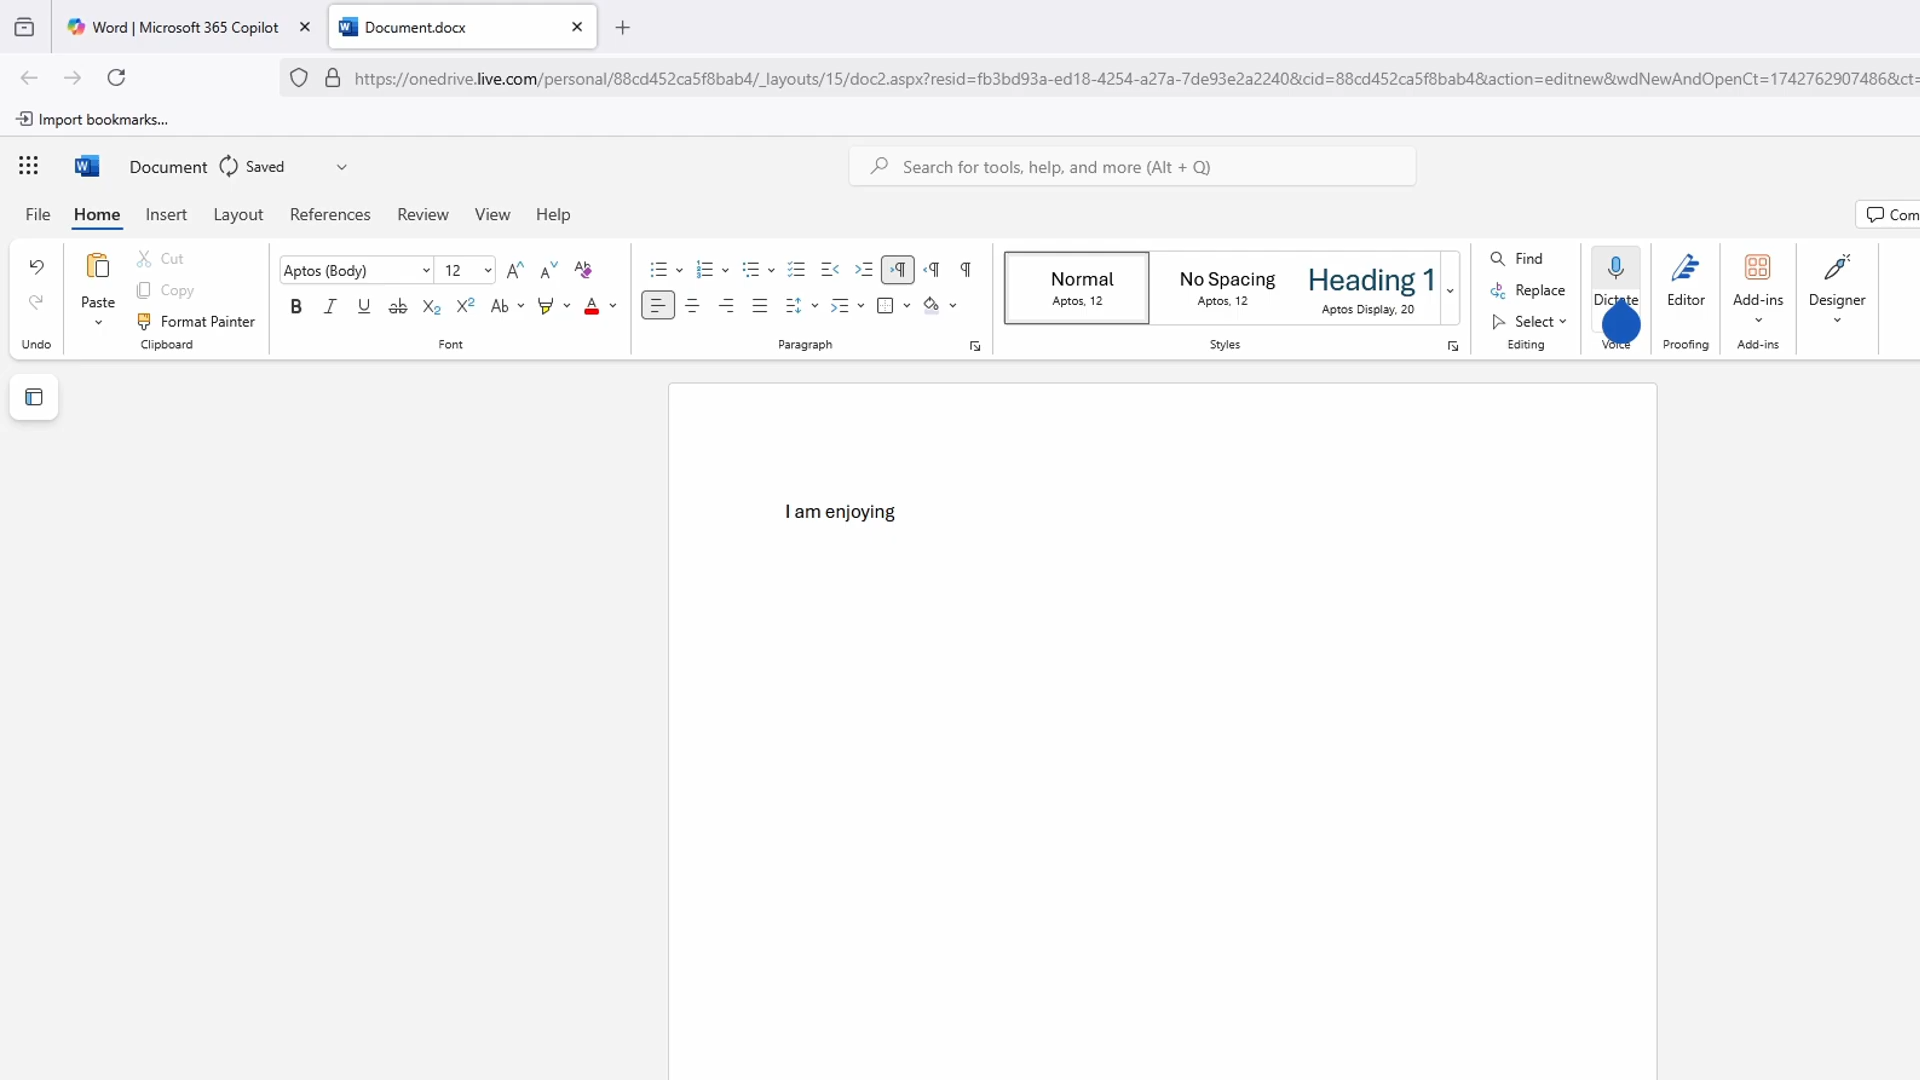 Word | Microsoft 365 Copilot
Document.docx
https://onedrive.live.com/personal/88cd452ca5f8bab4/_layouts/15/doc2.aspx?resid=fb3bd93a-ed18-4254-a27a-7de93e2a2240&cid=88cd452ca5f8bab4&action=editnew&wdNewAndOpenCt=1742762907486&ct=
Import bookmarks...
Document Saved
Search for tools, help, and more (Alt + Q)
File Home Insert Layout References Review View Help
Com
Paste
Cut
Copy
Format Painter
Aptos (Body) 12
Normal
Aptos, 12
No Spacing
Aptos, 12
Heading 1
Aptos Display, 20
Find
Replace
Select
Dictate
Editor
Add-ins
Designer
Undo Clipboard Font Paragraph Styles Editing Voice Proofing Add-ins
I am enjoying